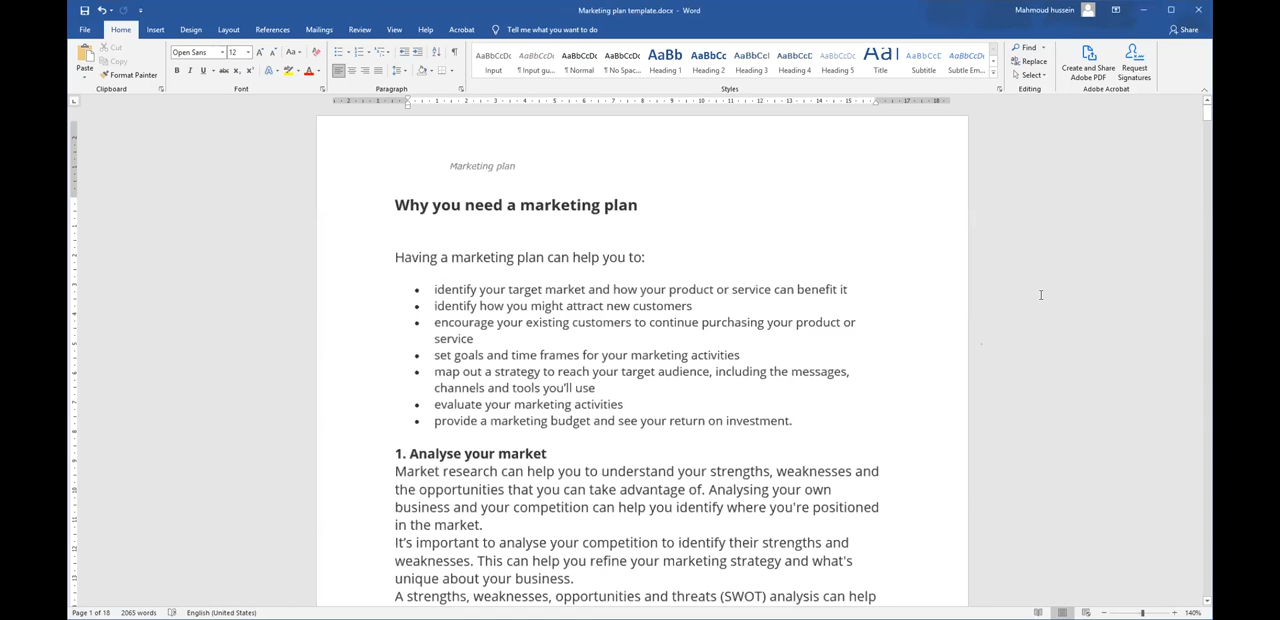 Marketing plan template.docx - Word
Mahmoud hussein
File Home Insert Design Layout References Mailings Review View Help Acrobat Tell me what you want to do Share
Paste
Cut
Copy
Format Painter
Clipboard
Open Sans 12
Font
Paragraph
AaBbCcDc AaBbCcDc AaBbCcDc AaBbCcDc AaBb AaBbCc AaBbCcI AaBbCcC AaBbCcDc AaI AaBbCcD AaBbCcDc
Input ¶ Input gu... ¶ Normal ¶ No Spac... Heading 1 Heading 2 Heading 3 Heading 4 Heading 5 Title Subtitle Subtle Em...
Styles
Find
Replace
Select
Editing
Create and Share
Adobe PDF
Request
Signatures
Adobe Acrobat
Marketing plan
Why you need a marketing plan
Having a marketing plan can help you to:
• identify your target market and how your product or service can benefit it
• identify how you might attract new customers
• encourage your existing customers to continue purchasing your product or
service
• set goals and time frames for your marketing activities
• map out a strategy to reach your target audience, including the messages,
channels and tools you'll use
• evaluate your marketing activities
• provide a marketing budget and see your return on investment.
1. Analyse your market
Market research can help you to understand your strengths, weaknesses and
the opportunities that you can take advantage of. Analysing your own
business and your competition can help you identify where you're positioned
in the market.
It's important to analyse your competition to identify their strengths and
weaknesses. This can help you refine your marketing strategy and what's
unique about your business.
A strengths, weaknesses, opportunities and threats (SWOT) analysis can help
Page 1 of 18 2065 words English (United States) 140%